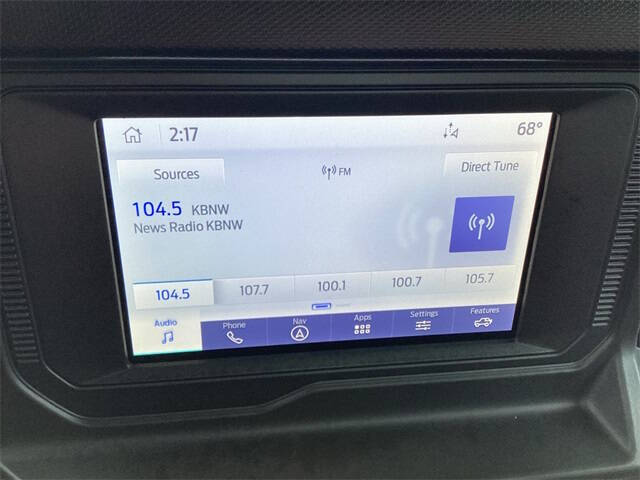 2:17
68°
Sources
FM
Direct Tune
104.5 KBNW
News Radio KBNW
104.5 107.7 100.1 100.7 105.7
Audio Phone Nav Apps Settings Features